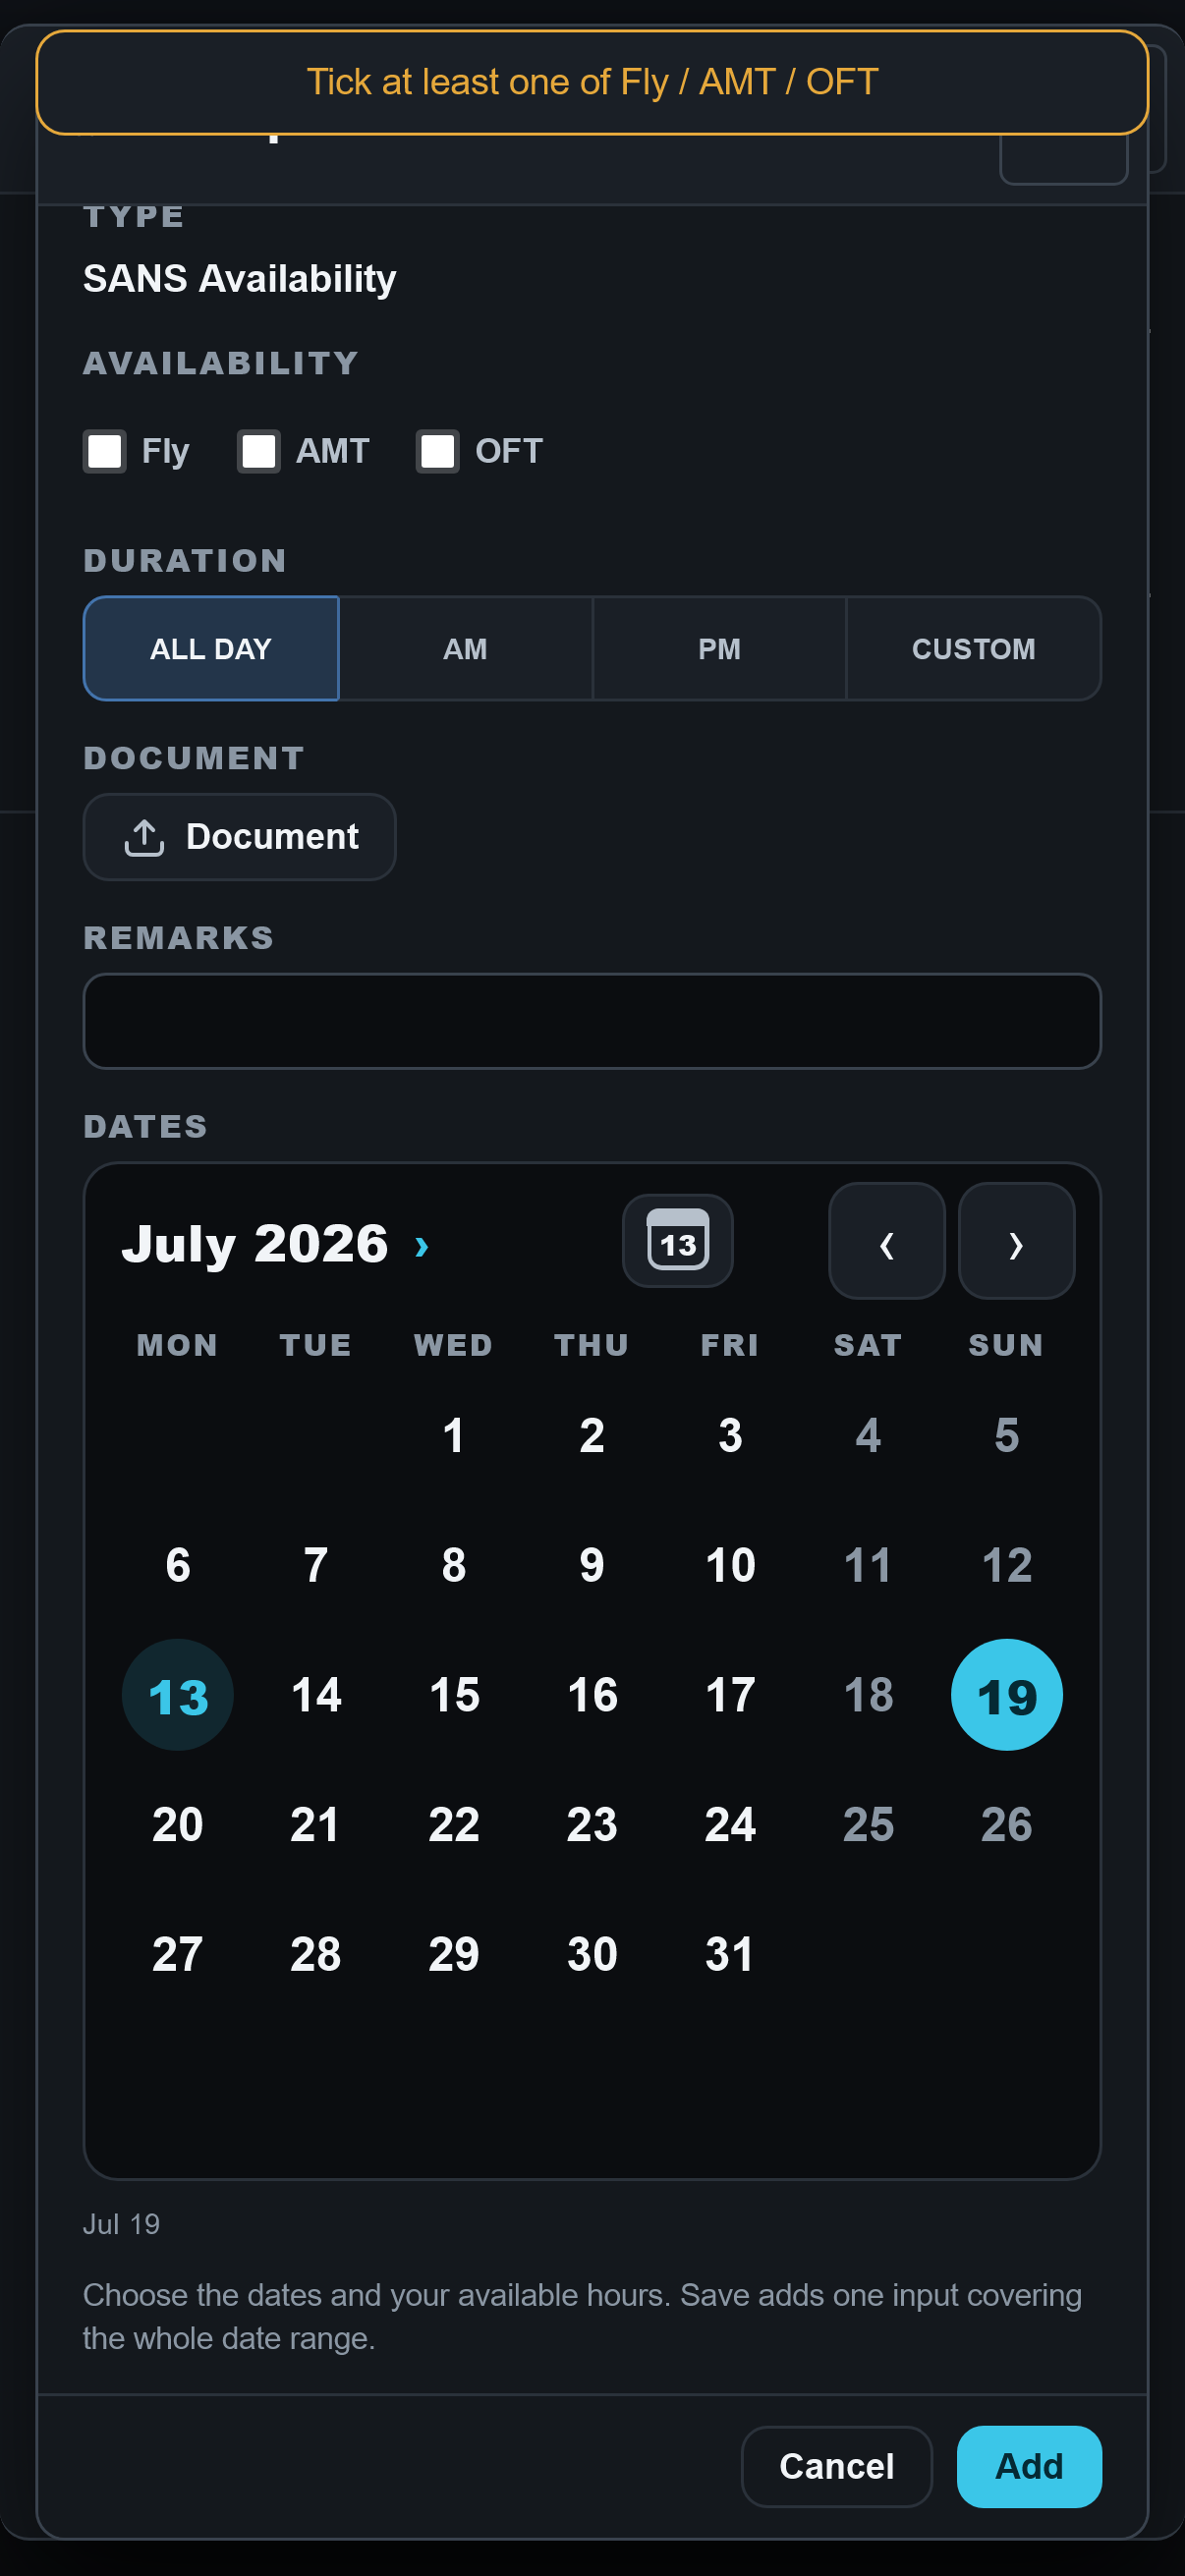 Tick at least one of Fly / AMT / OFT
TYPE
SANS Availability
AVAILABILITY
Fly AMT OFT
DURATION
ALL DAY AM PM CUSTOM
DOCUMENT
Document
REMARKS
DATES
July 2026 › 13 ‹ ›
MON TUE WED THU FRI SAT SUN
1 2 3 4 5
6 7 8 9 10 11 12
13 14 15 16 17 18 19
20 21 22 23 24 25 26
27 28 29 30 31
Jul 19
Choose the dates and your available hours. Save adds one input covering
the whole date range.
Cancel Add